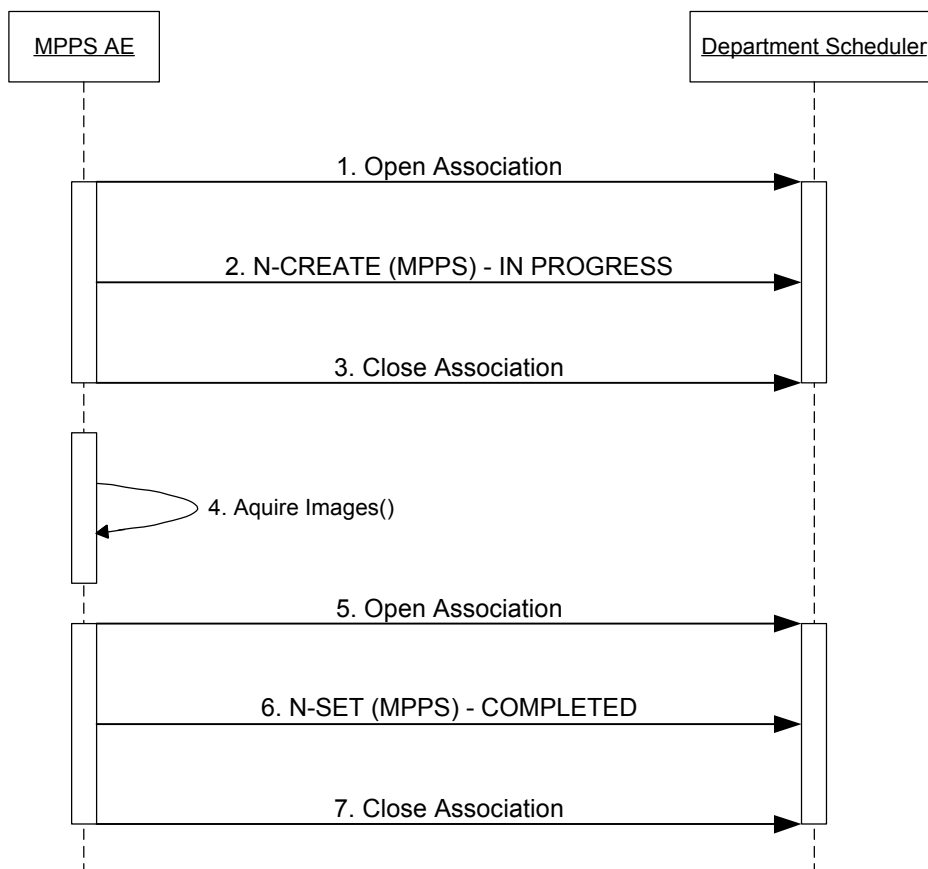 MPPS AE
Department Scheduler
1. Open Association
2. N-CREATE (MPPS) - IN PROGRESS
3. Close Association
4. Aquire Images()
5. Open Association
6. N-SET (MPPS) - COMPLETED
7. Close Association